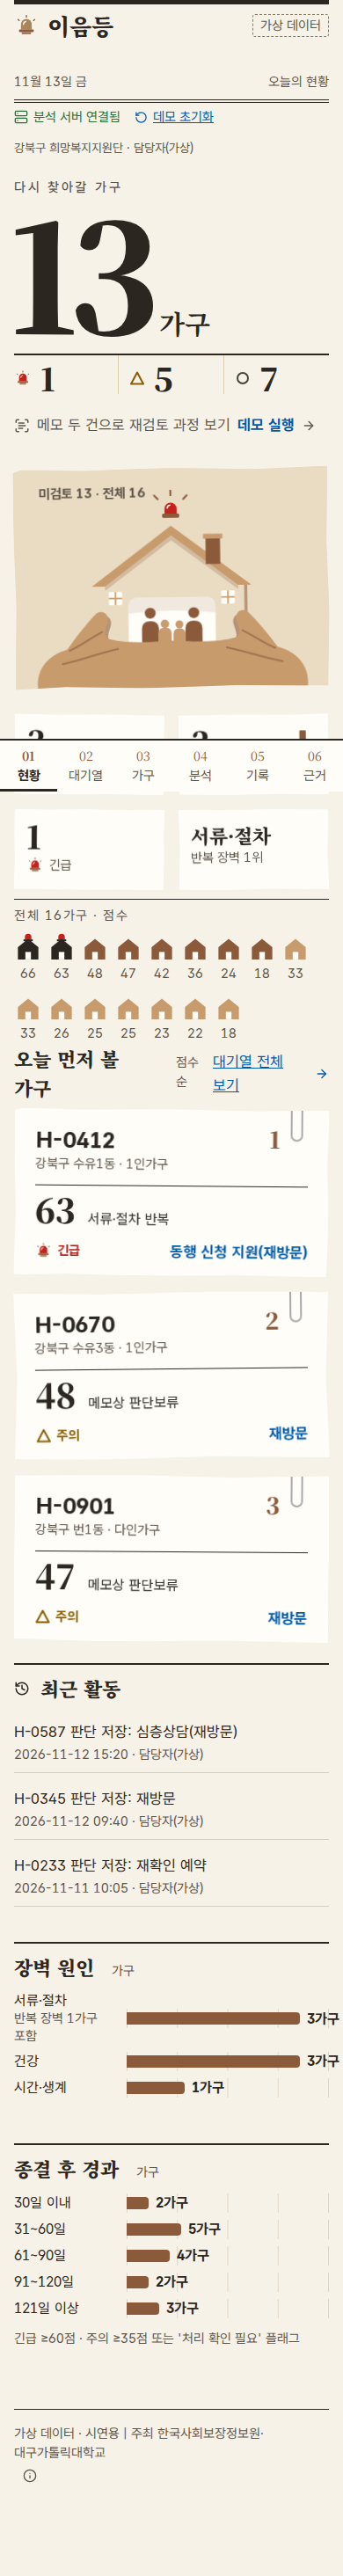 이음등
가상 데이터
11월 13일 금
오늘의 현황
분석 서버 연결됨
데모 초기화
강북구 희망복지지원단 · 담당자(가상)
다시 찾아갈 가구
13가구
1
5
7
메모 두 건으로 재검토 과정 보기 데모 실행 →
미검토 13 · 전체 16
01 현황
02 대기열
03 가구
04 분석
05 기록
06 근거
1
긴급
서류·절차
반복 장벽 1위
전체 16가구 · 점수
66 63 48 47 42 36 24 18 33
33 26 25 25 23 22 18
오늘 먼저 볼
가구
점수
순
대기열 전체
보기 →
H-0412
1
강북구 수유1동 · 1인가구
63 서류·절차 반복
긴급
동행 신청 지원(재방문)
H-0670
2
강북구 수유3동 · 1인가구
48 메모상 판단보류
주의
재방문
H-0901
3
강북구 번1동 · 다인가구
47 메모상 판단보류
주의
재방문
최근 활동
H-0587 판단 저장: 심층상담(재방문)
2026-11-12 15:20 · 담당자(가상)
H-0345 판단 저장: 재방문
2026-11-12 09:40 · 담당자(가상)
H-0233 판단 저장: 재확인 예약
2026-11-11 10:05 · 담당자(가상)
장벽 원인 가구
서류·절차
반복 장벽 1가구
포함
3가구
건강 3가구
시간·생계 1가구
종결 후 경과 가구
30일 이내 2가구
31~60일 5가구
61~90일 4가구
91~120일 2가구
121일 이상 3가구
긴급 ≥60점 · 주의 ≥35점 또는 '처리 확인 필요' 플래그
가상 데이터 · 시연용 | 주최 한국사회보장정보원·
대구가톨릭대학교